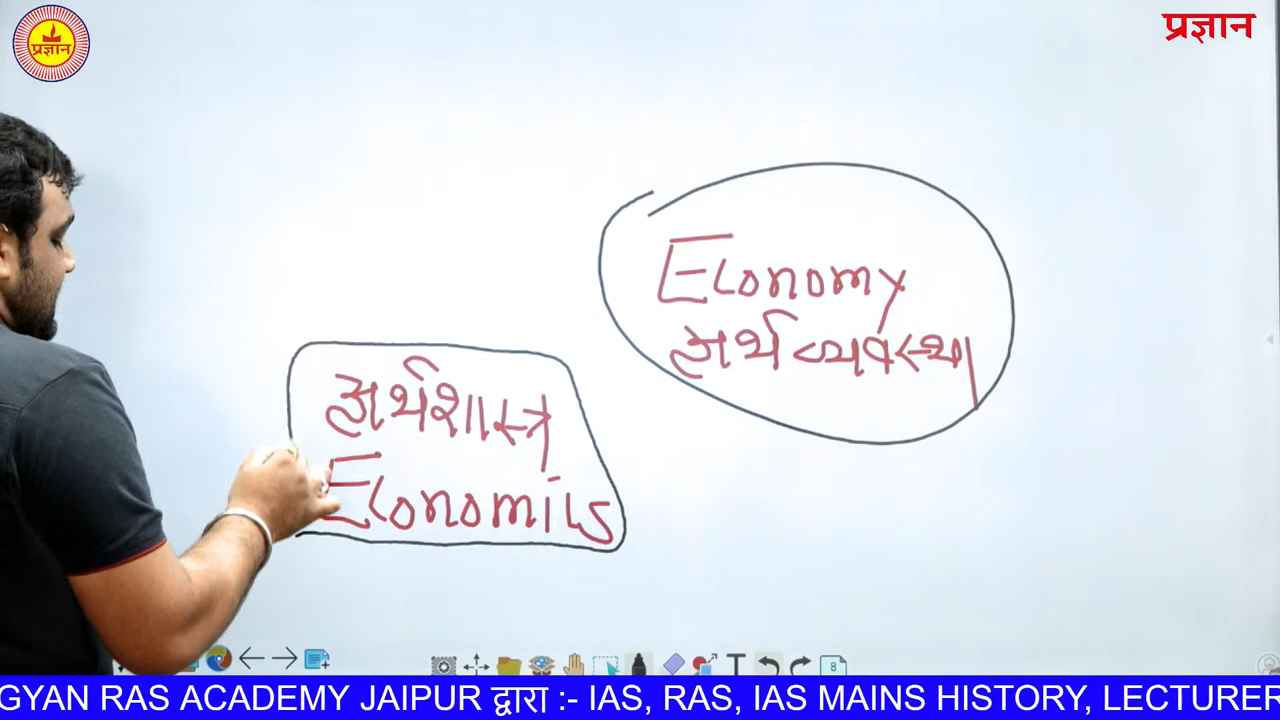 प्रज्ञान
प्रज्ञान
Economy
अर्थव्यवस्था
अर्थशास्त्र
Economics
8
GYAN RAS ACADEMY JAIPUR द्वारा :- IAS, RAS, IAS MAINS HISTORY, LECTURER